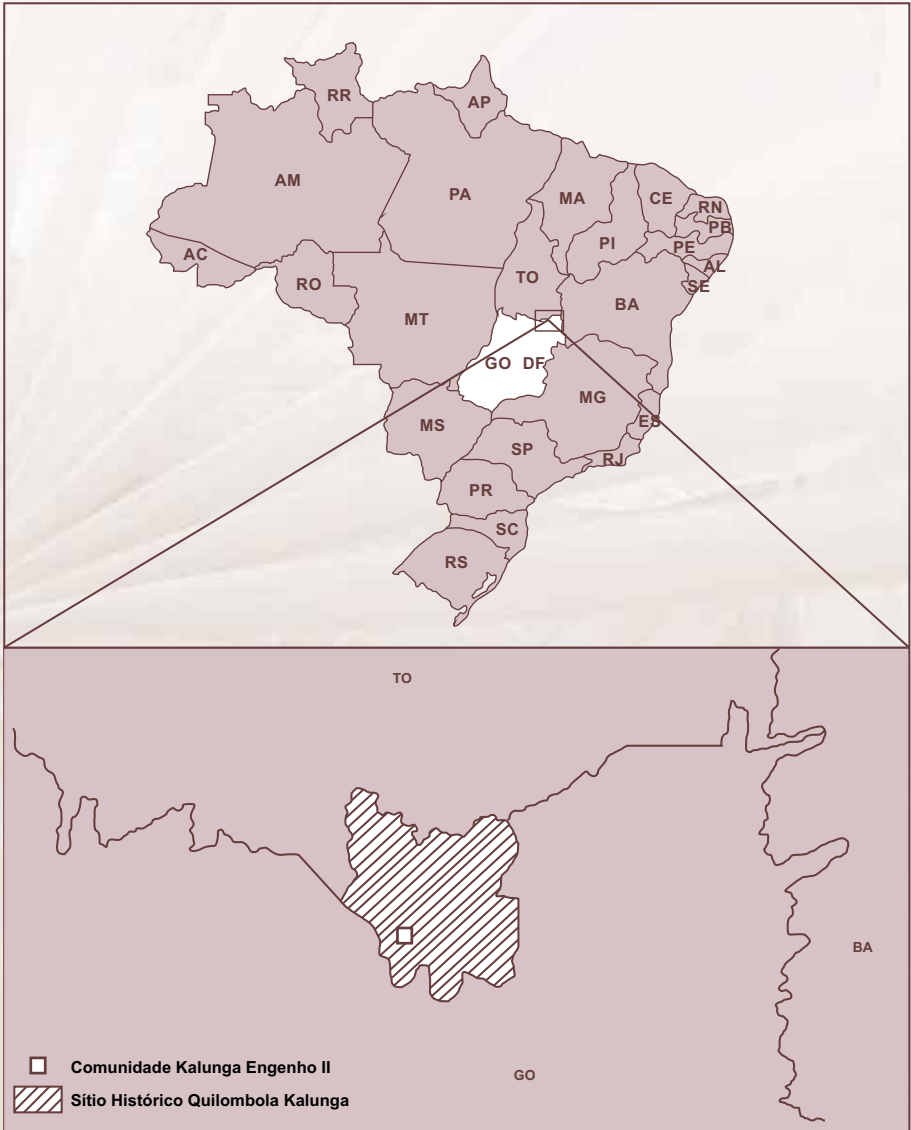 RR
AP
AM
PA
MA
CE
RN
PB
PI
PE
AL
SE
AC
RO
TO
BA
MT
GO DF
MG
ES
MS
SP
RJ
PR
SC
RS
TO
BA
GO
Comunidade Kalunga Engenho II
Sítio Histórico Quilombola Kalunga